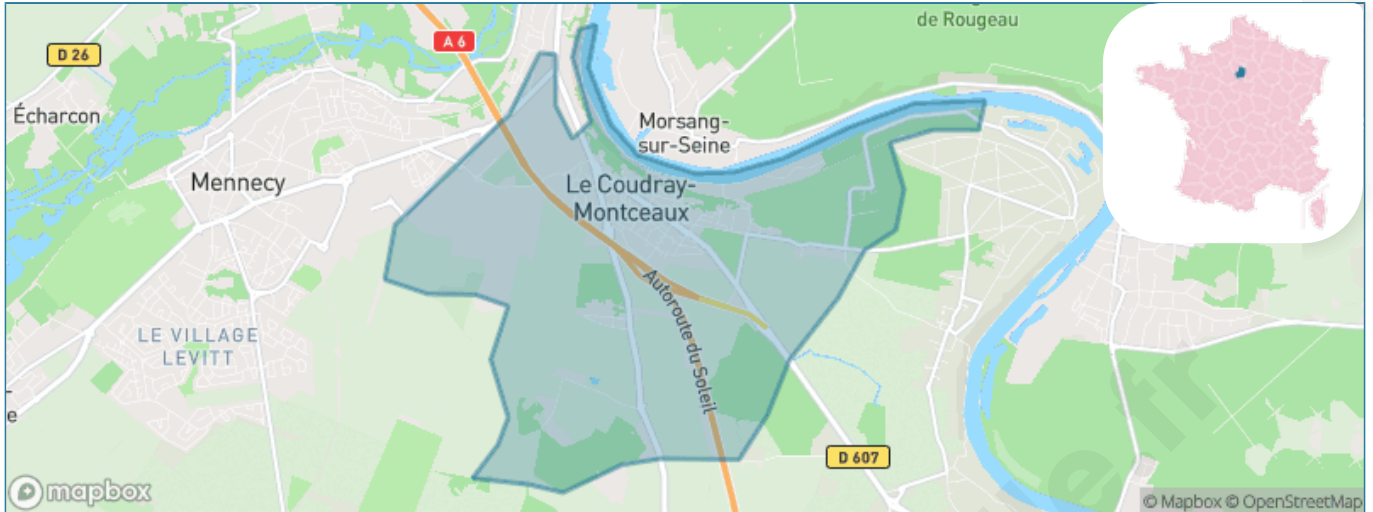 de Rougeau
A 6
D 26
Écharcon
Morsang-
sur-Seine
Mennecy
Le Coudray-
Montceaux
Autoroute du Soleil
LE VILLAGE
LEVITT
e
D 607
mapbox
© Mapbox © OpenStreetMap